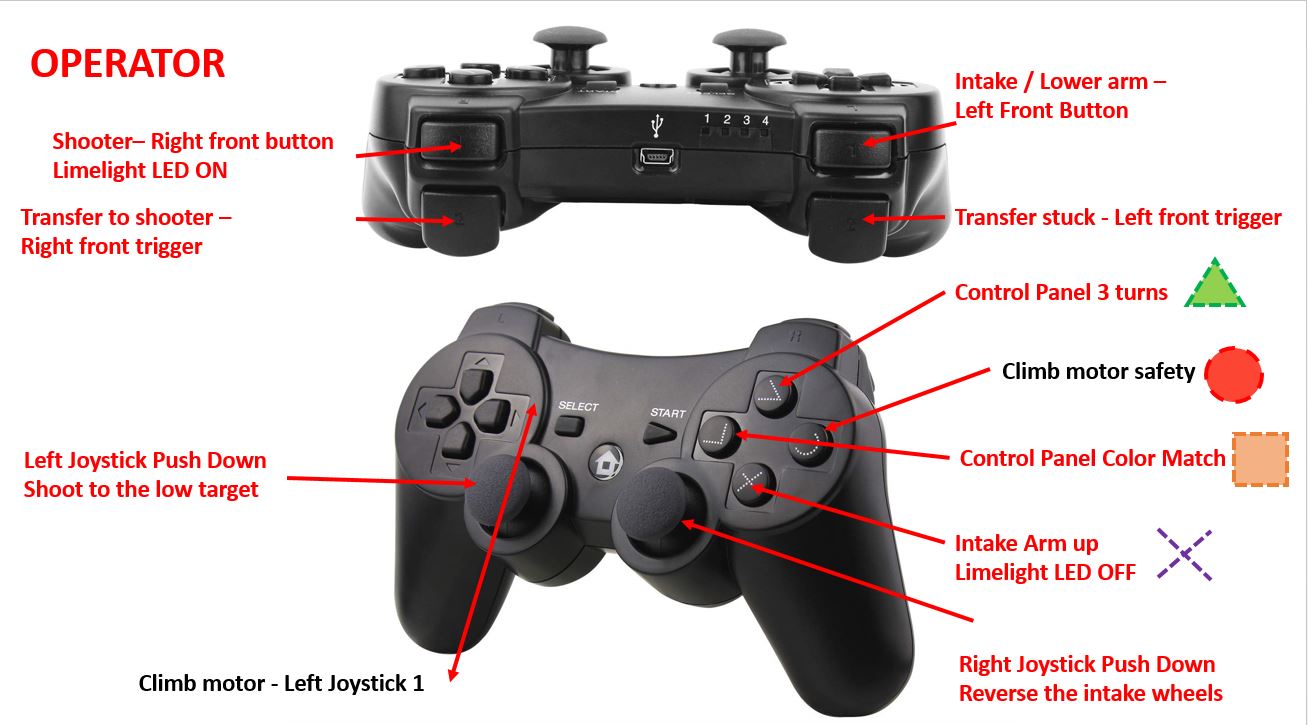 OPERATOR
Shooter– Right front button
Limelight LED ON
Transfer to shooter –
Right front trigger
1 2 3 4
Intake / Lower arm –
Left Front Button
Transfer stuck - Left front trigger
Control Panel 3 turns
Climb motor safety
Control Panel Color Match
Intake Arm up
Limelight LED OFF
Right Joystick Push Down
Reverse the intake wheels
L
R
SELECT
START
Left Joystick Push Down
Shoot to the low target
Climb motor - Left Joystick 1